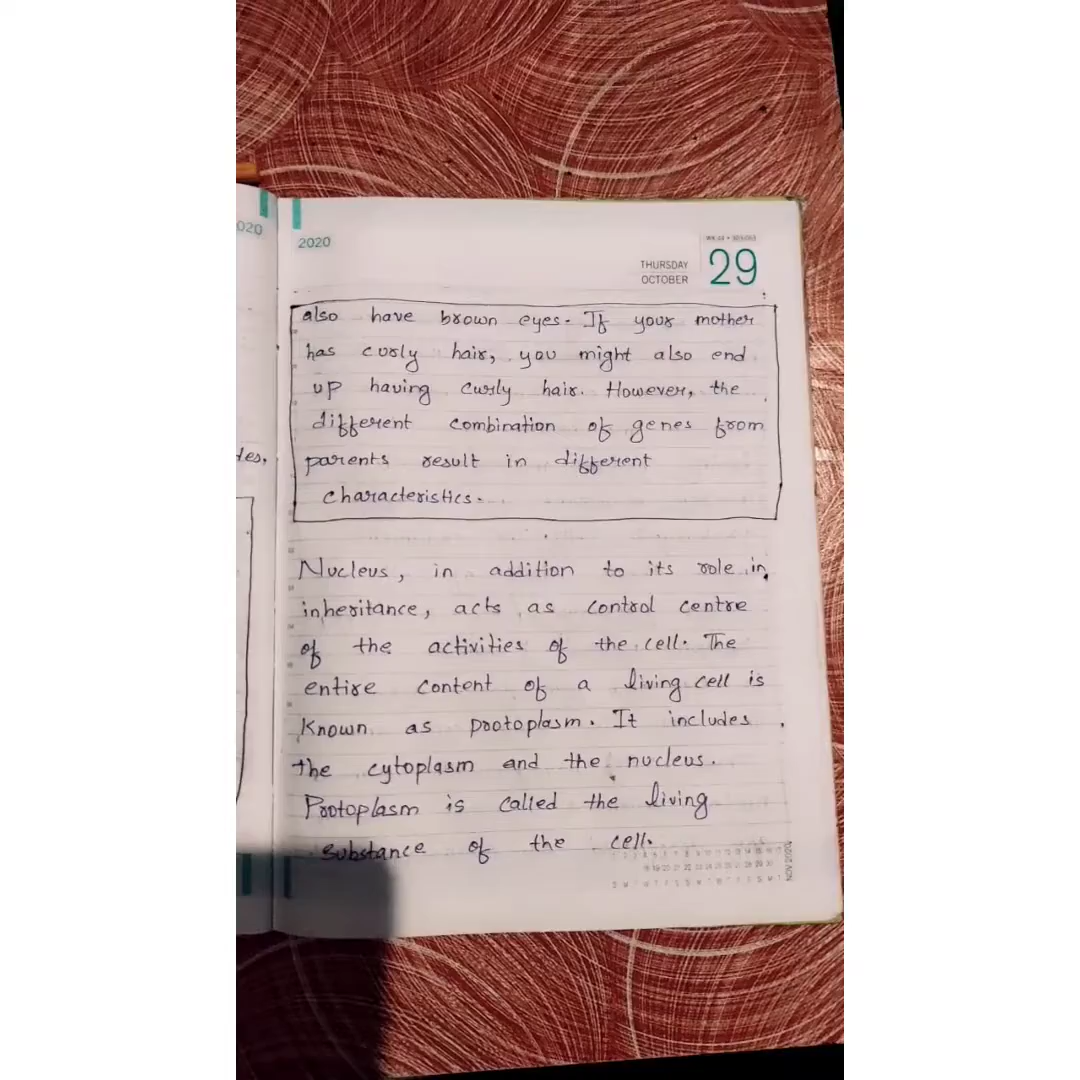 020
2020
THURSDAY
OCTOBER
29
also have brown eyes. If your mother
has curly hair, you might also end
up having curly hair. However, the
different combination of genes from
parents result in different
characteristics.
Nucleus, in addition to its role in
inheritance, acts as control centre
of the activities of the cell. The
entire content of a living cell is
known as protoplasm. It includes
the cytoplasm and the nucleus.
Protoplasm is called the living
substance of the cell.
NOV 2020